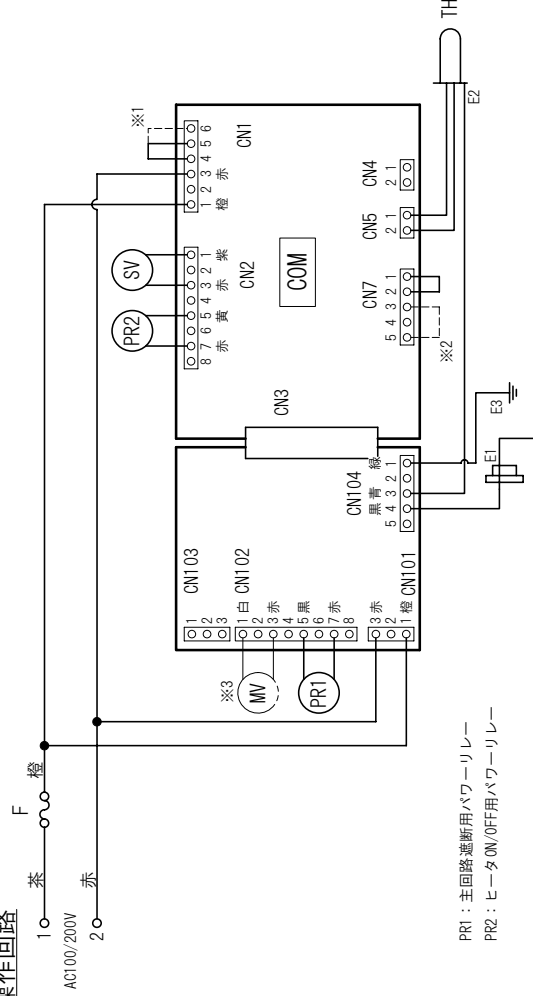 操作回路
F
1
茶
橙
AC100/200V
2
赤
※3
MV
PR1
CN103
1
2
3
CN102
1 白
2
3 赤
4
5 黒
6
7 赤
8
3 赤
2
1 橙
CN101
CN104
黒 青 緑
5 4 3 2 1
CN3
PR2
SV
8 7 6 5 4 3 2 1
赤 黄 赤 紫
CN2
※1
1 2 3 4 5 6
橙 赤
CN1
COM
CN7
5 4 3 2 1
※2
CN5
2 1
CN4
2 1
E1
E3
E2
TH
PR1：主回路遮断用パワーリレー
PR2：ヒータON/OFF用パワーリレー